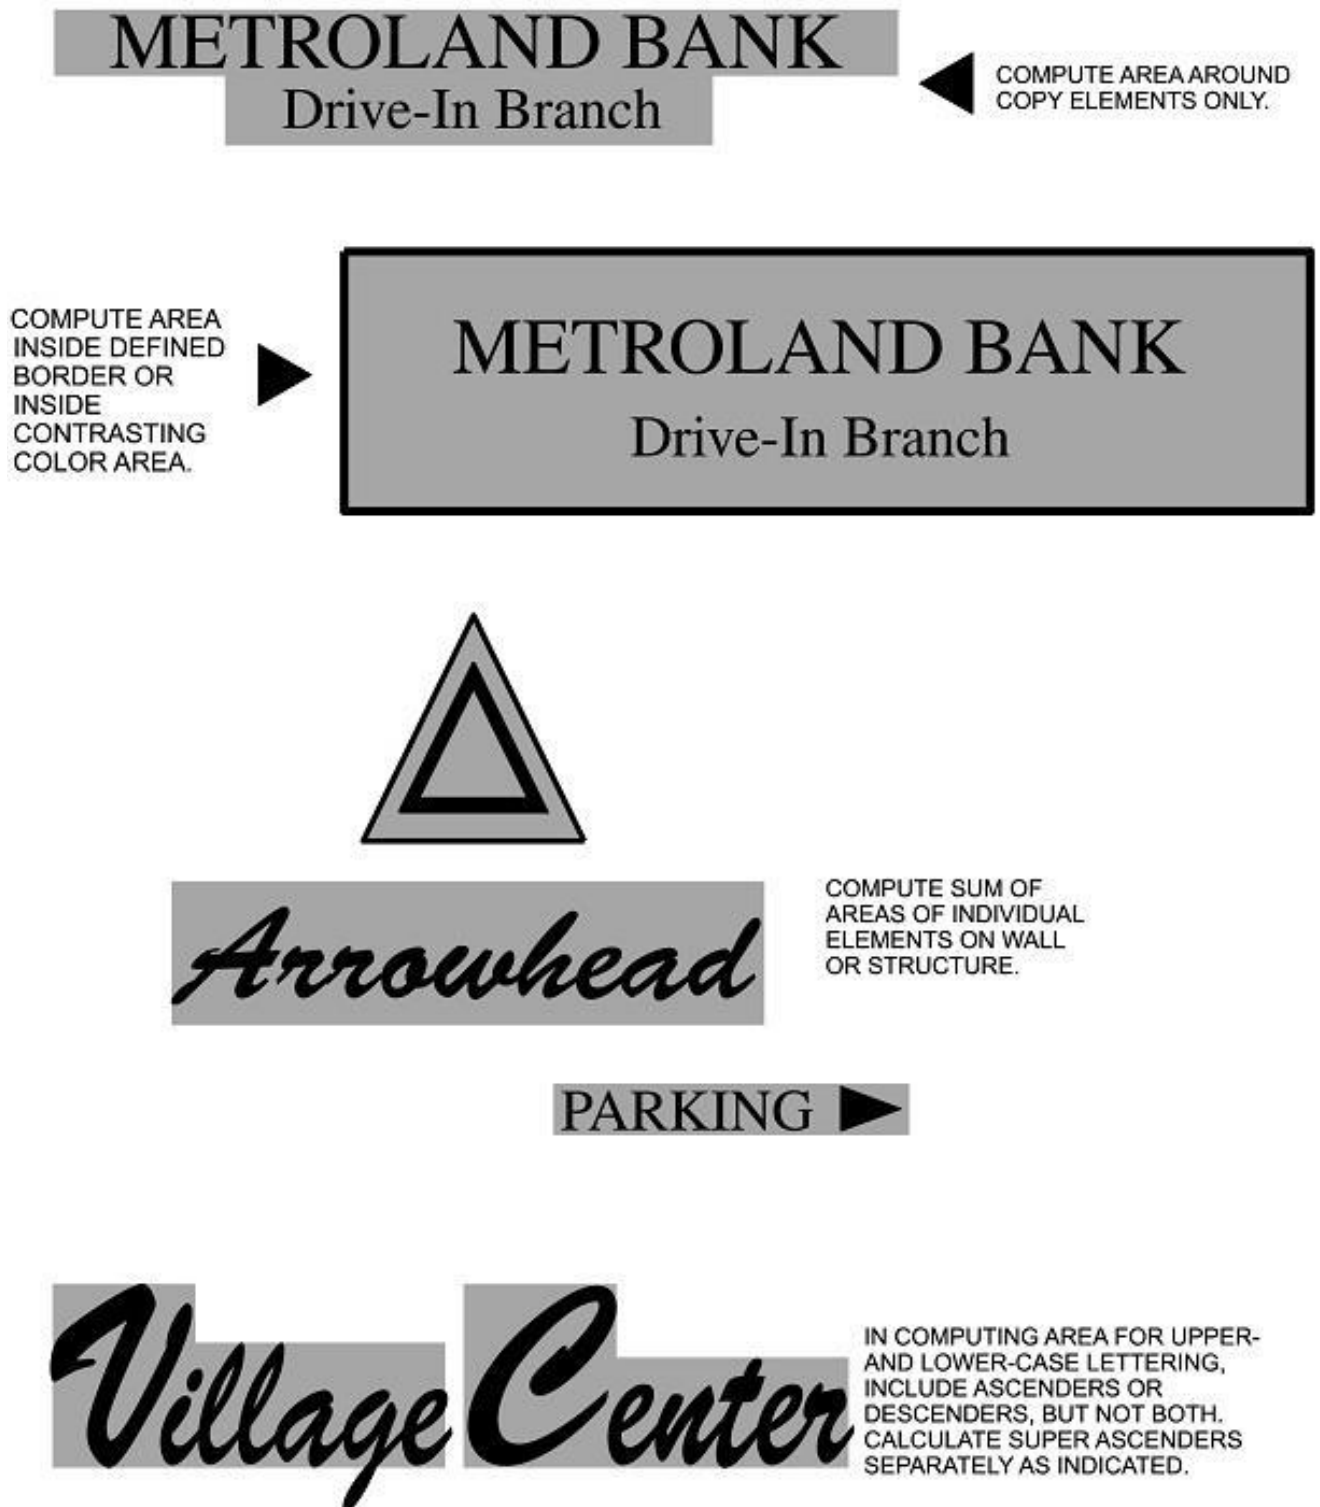 METROLAND BANK
Drive-In Branch
COMPUTE AREA AROUND
COPY ELEMENTS ONLY.
COMPUTE AREA
INSIDE DEFINED
BORDER OR
INSIDE
CONTRASTING
COLOR AREA.
METROLAND BANK
Drive-In Branch
Arrowhead
COMPUTE SUM OF
AREAS OF INDIVIDUAL
ELEMENTS ON WALL
OR STRUCTURE.
PARKING
Village Center
IN COMPUTING AREA FOR UPPER-
AND LOWER-CASE LETTERING,
INCLUDE ASCENDERS OR
DESCENDERS, BUT NOT BOTH.
CALCULATE SUPER ASCENDERS
SEPARATELY AS INDICATED.